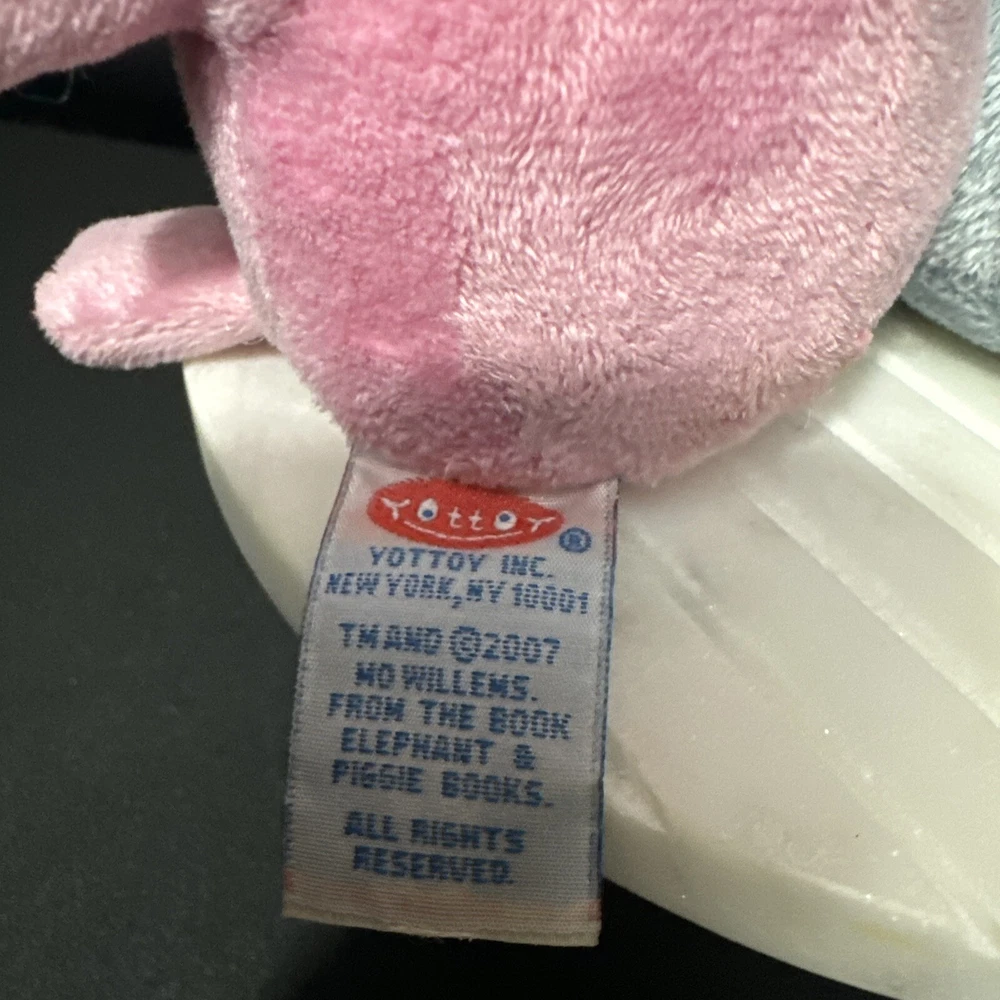 YOTTOY ®
YOTTOY INC.
NEW YORK, NY 10001
TM AND ©2007
MO WILLEMS.
FROM THE BOOK
ELEPHANT &
PIGGIE BOOKS.
ALL RIGHTS
RESERVED.